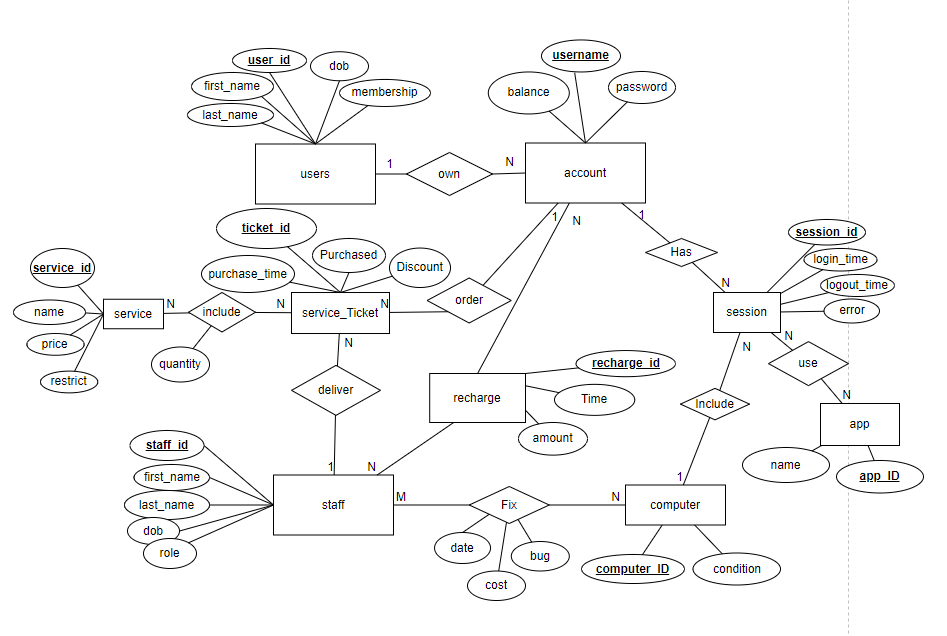 user_id
dob
first_name
membership
last_name
username
balance
password
users
1
own
N
account
ticket_id
1
N
1
Purchased
Has
session_id
service_id
purchase_time
Discount
login_time
logout_time
name
service
N
include
N
service_Ticket
N
order
N
session
error
price
quantity
N
N
N
use
restrict
deliver
recharge
recharge_id
Time
amount
Include
N
app
staff_id
first_name
last_name
dob
role
1
N
staff
M
Fix
N
1
computer
name
app_ID
date
bug
cost
computer_ID
condition